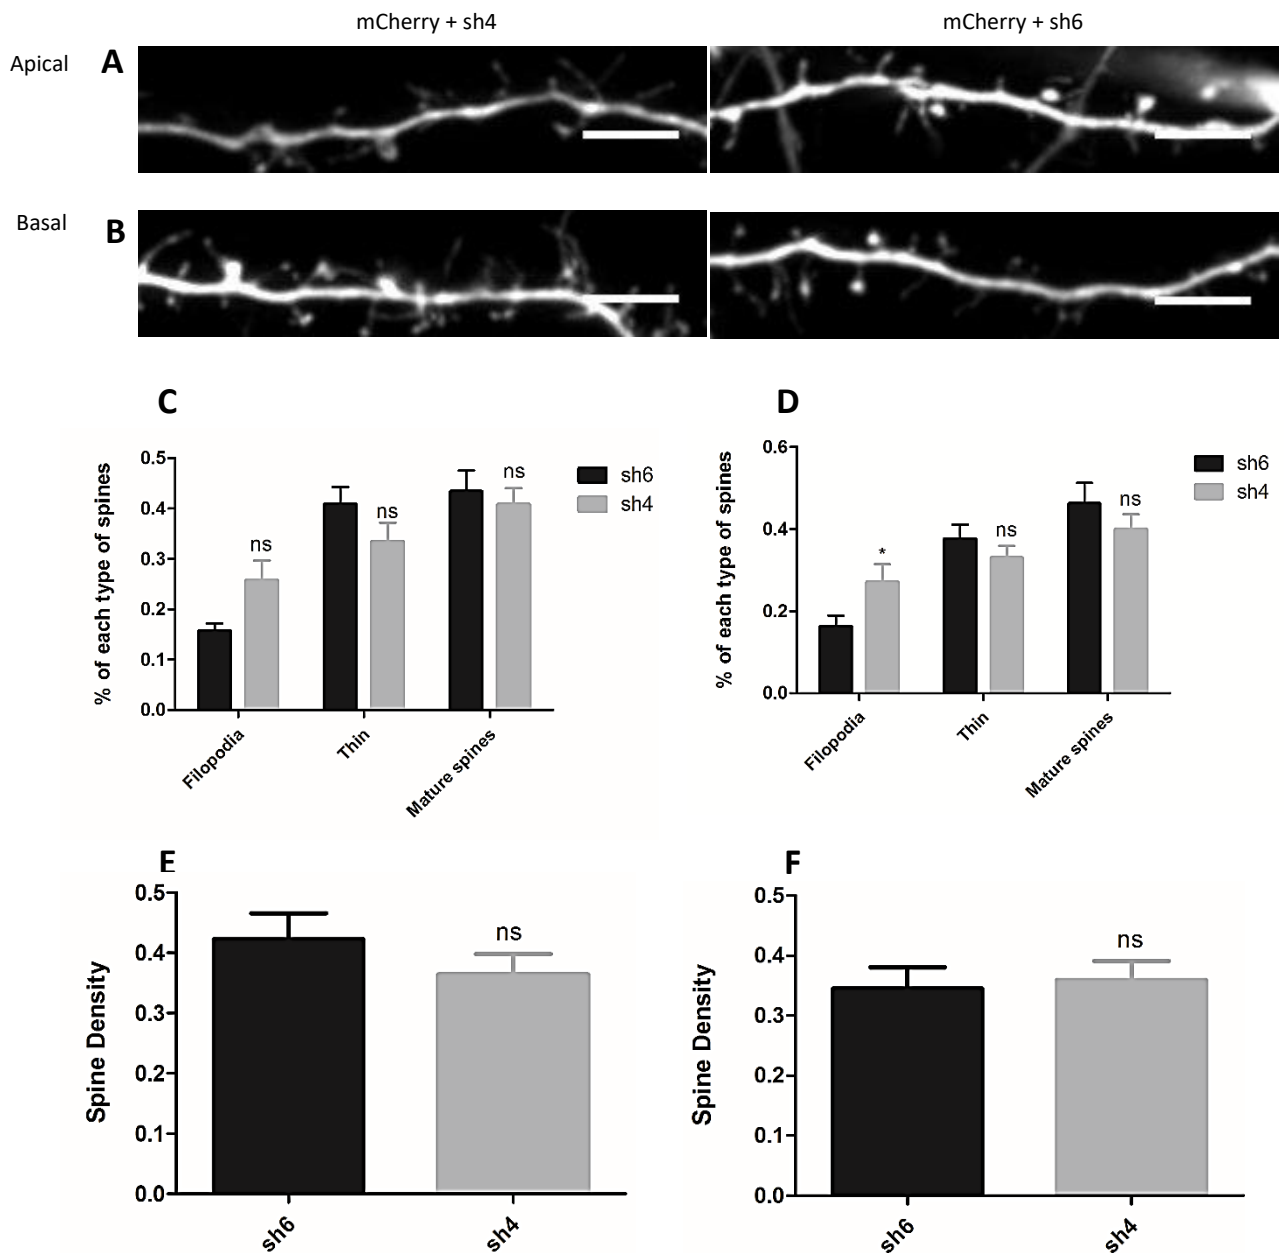 mCherry + sh4
mCherry + sh6
Apical
A
Basal
B
C
% of each type of spines
0.5
0.4
0.3
0.2
0.1
0.0
ns
ns
ns
sh6
sh4
Filopodia
Thin
Mature spines
D
% of each type of spines
0.6
0.4
0.2
0.0
*
ns
ns
sh6
sh4
Filopodia
Thin
Mature spines
E
Spine Density
0.5
0.4
0.3
0.2
0.1
0.0
ns
sh6
sh4
F
Spine Density
0.5
0.4
0.3
0.2
0.1
0.0
ns
sh6
sh4